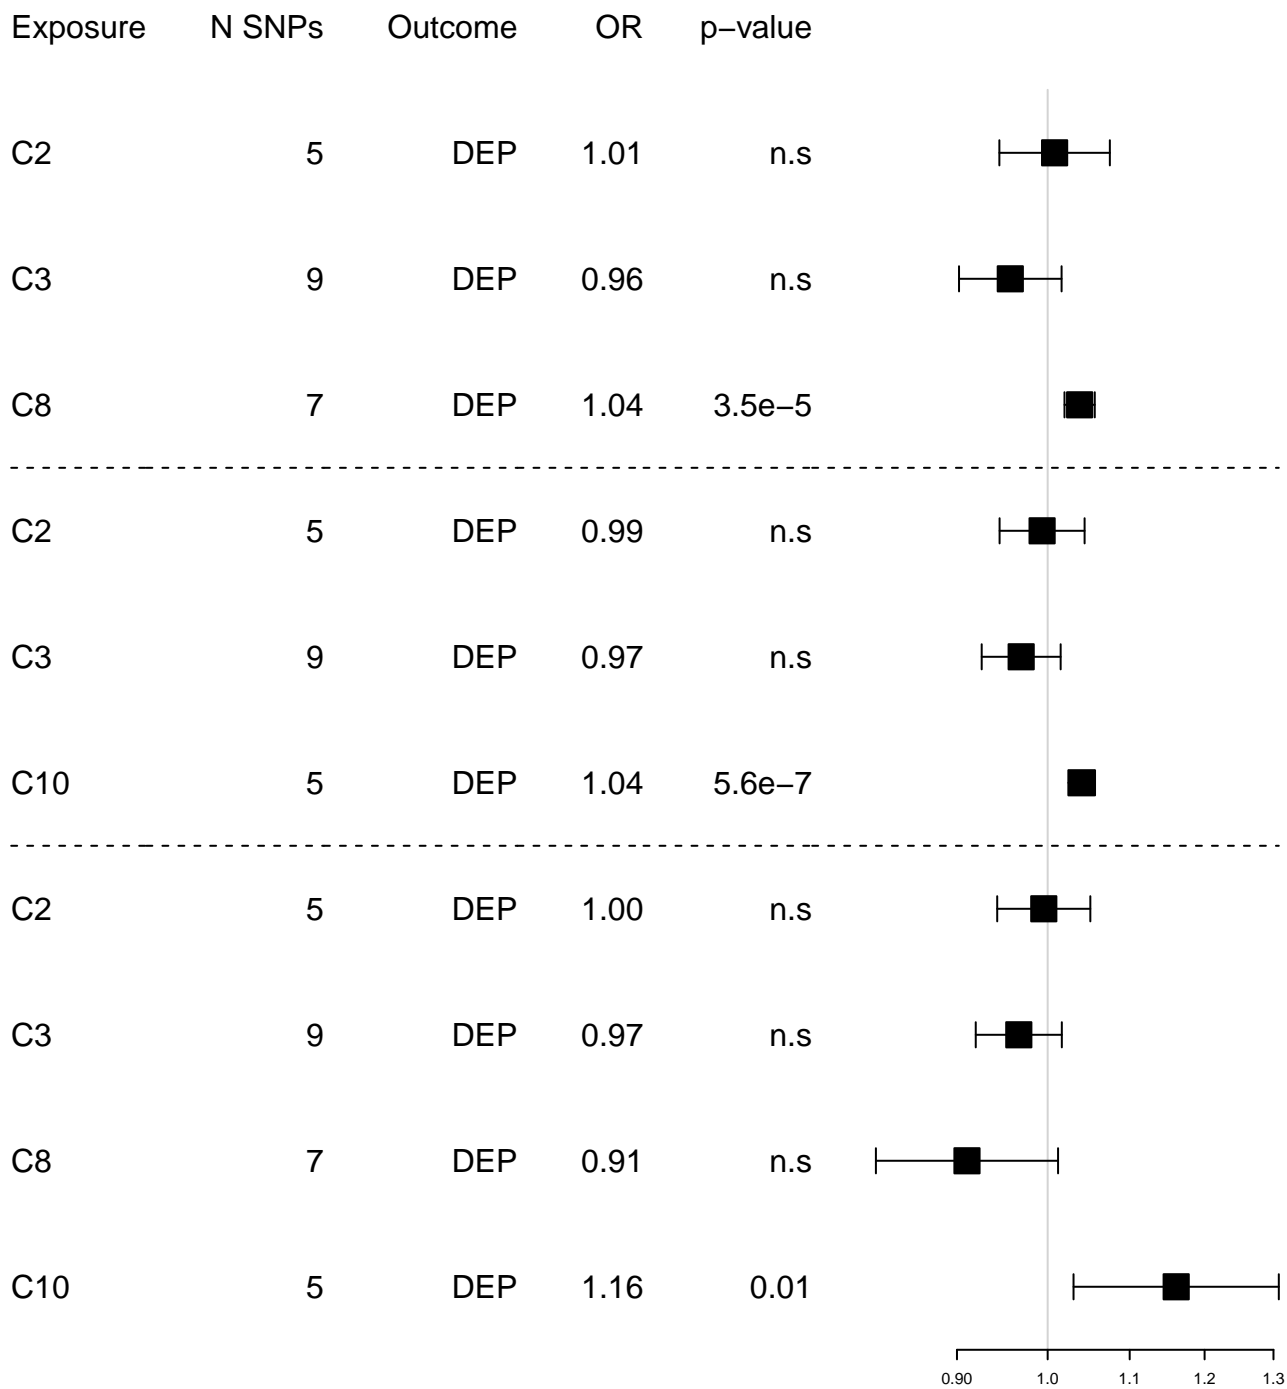 Exposure N SNPs Outcome OR p−value
C2 5 DEP 1.01 n.s
C3 9 DEP 0.96 n.s
C8 7 DEP 1.04 3.5e−5
C2 5 DEP 0.99 n.s
C3 9 DEP 0.97 n.s
C10 5 DEP 1.04 5.6e−7
C2 5 DEP 1.00 n.s
C3 9 DEP 0.97 n.s
C8 7 DEP 0.91 n.s
C10 5 DEP 1.16 0.01
0.90 1.0 1.1 1.2 1.3